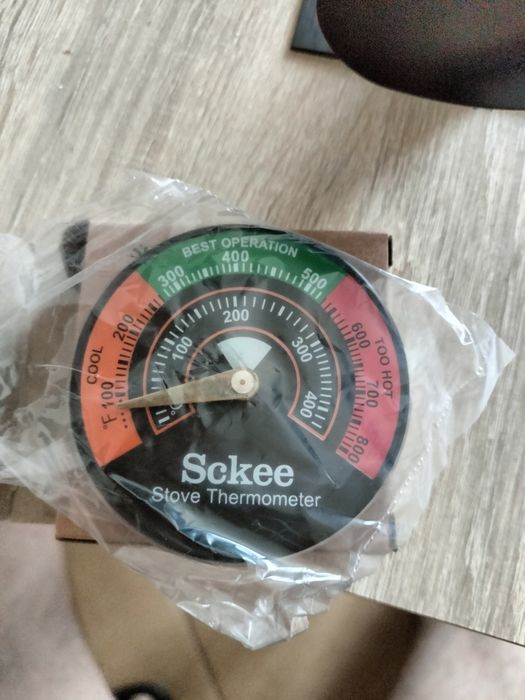 BEST OPERATION
300 400 500
COOL
200
°F 100
TOO HOT
600
700
800
100 200 300 400
Sckee
Stove Thermometer